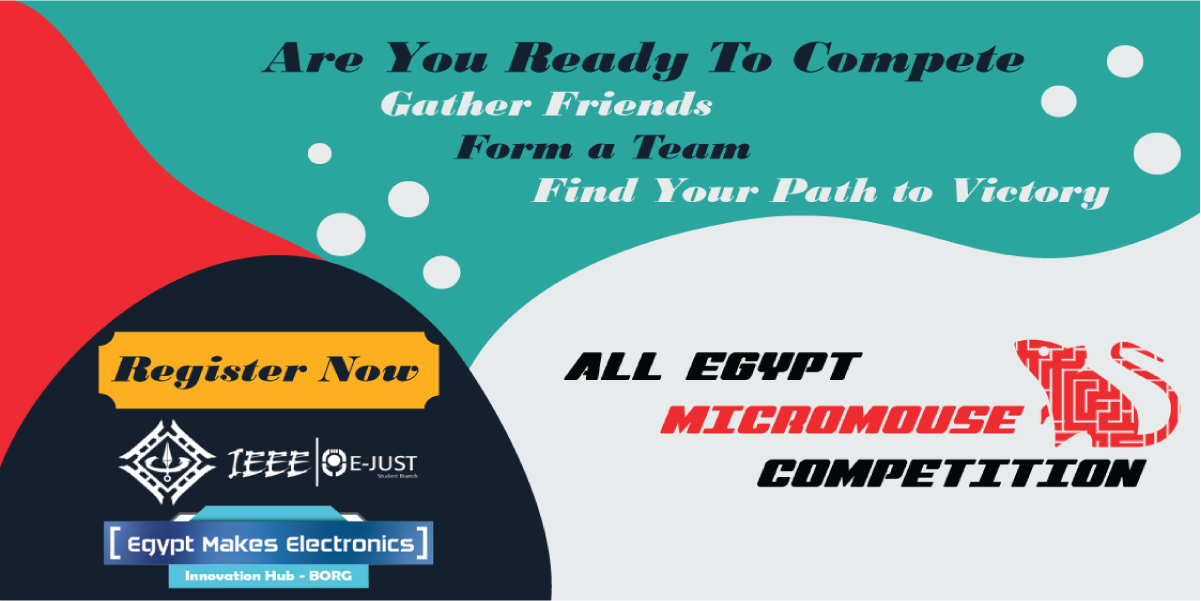 Are You Ready To Compete
Gather Friends
Form a Team
Find Your Path to Victory
Register Now
IEEE E-JUST
Student Branch
[Egypt Makes Electronics]
Innovation Hub - BORG
ALL EGYPT
MICROMOUSE
COMPETITION